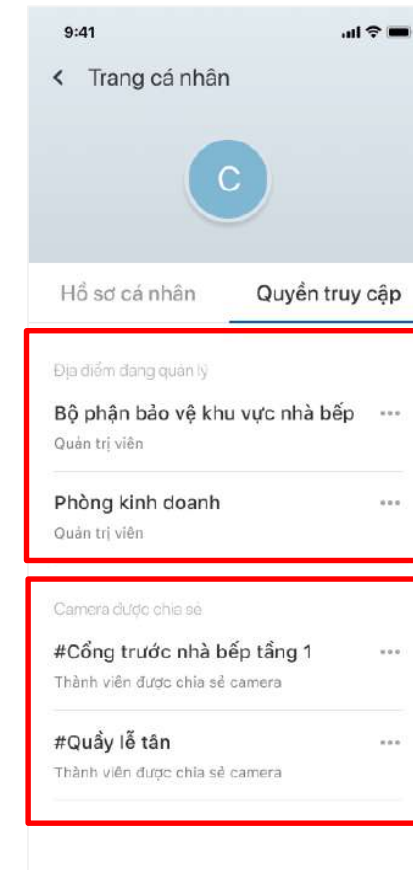 9:41
Trang cá nhân
C
Hồ sơ cá nhân Quyền truy cập
Địa điểm đang quản lý
Bộ phận bảo vệ khu vực nhà bếp
Quản trị viên
Phòng kinh doanh
Quản trị viên
Camera được chia sẻ
#Cổng trước nhà bếp tầng 1
Thành viên được chia sẻ camera
#Quầy lễ tân
Thành viên được chia sẻ camera